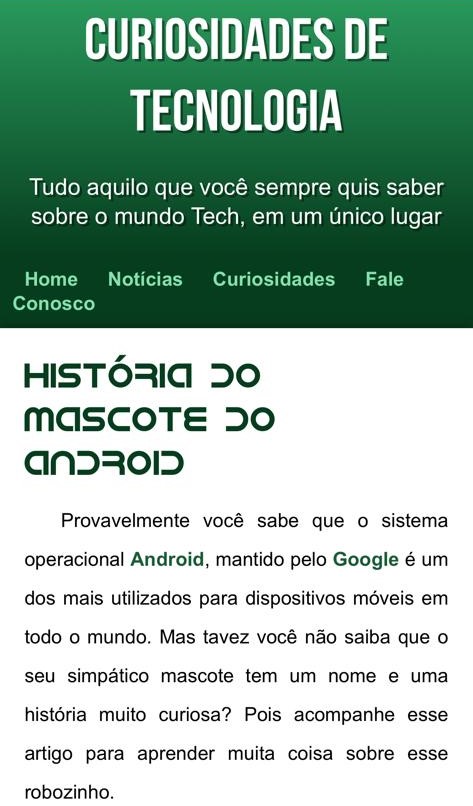 CURIOSIDADES DE
TECNOLOGIA
Tudo aquilo que você sempre quis saber
sobre o mundo Tech, em um único lugar
Home Notícias Curiosidades Fale
Conosco
História do
Mascote do
Android
Provavelmente você sabe que o sistema
operacional Android, mantido pelo Google é um
dos mais utilizados para dispositivos móveis em
todo o mundo. Mas tavez você não saiba que o
seu simpático mascote tem um nome e uma
história muito curiosa? Pois acompanhe esse
artigo para aprender muita coisa sobre esse
robozinho.